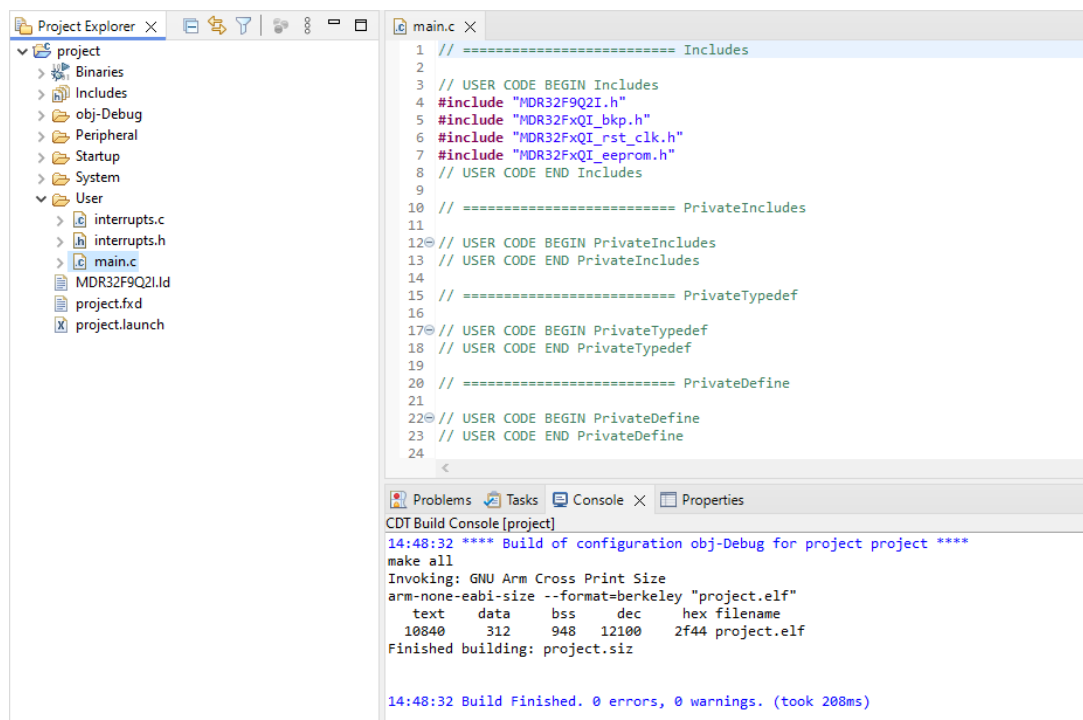 Project Explorer
project
Binaries
Includes
obj-Debug
Peripheral
Startup
System
User
interrupts.c
interrupts.h
main.c
MDR32F9Q2I.ld
project.fxd
project.launch
main.c
1 // ========================== Includes
2
3 // USER CODE BEGIN Includes
4 #include "MDR32F9Q2I.h"
5 #include "MDR32FxQI_bkp.h"
6 #include "MDR32FxQI_rst_clk.h"
7 #include "MDR32FxQI_eeprom.h"
8 // USER CODE END Includes
9
10 // ========================== PrivateIncludes
11
12 // USER CODE BEGIN PrivateIncludes
13 // USER CODE END PrivateIncludes
14
15 // ========================== PrivateTypedef
16
17 // USER CODE BEGIN PrivateTypedef
18 // USER CODE END PrivateTypedef
19
20 // ========================== PrivateDefine
21
22 // USER CODE BEGIN PrivateDefine
23 // USER CODE END PrivateDefine
24
Problems Tasks Console Properties
CDT Build Console [project]
14:48:32 **** Build of configuration obj-Debug for project project ****
make all
Invoking: GNU Arm Cross Print Size
arm-none-eabi-size --format=berkeley "project.elf"
text data bss dec hex filename
10840 312 948 12100 2f44 project.elf
Finished building: project.siz
14:48:32 Build Finished. 0 errors, 0 warnings. (took 208ms)